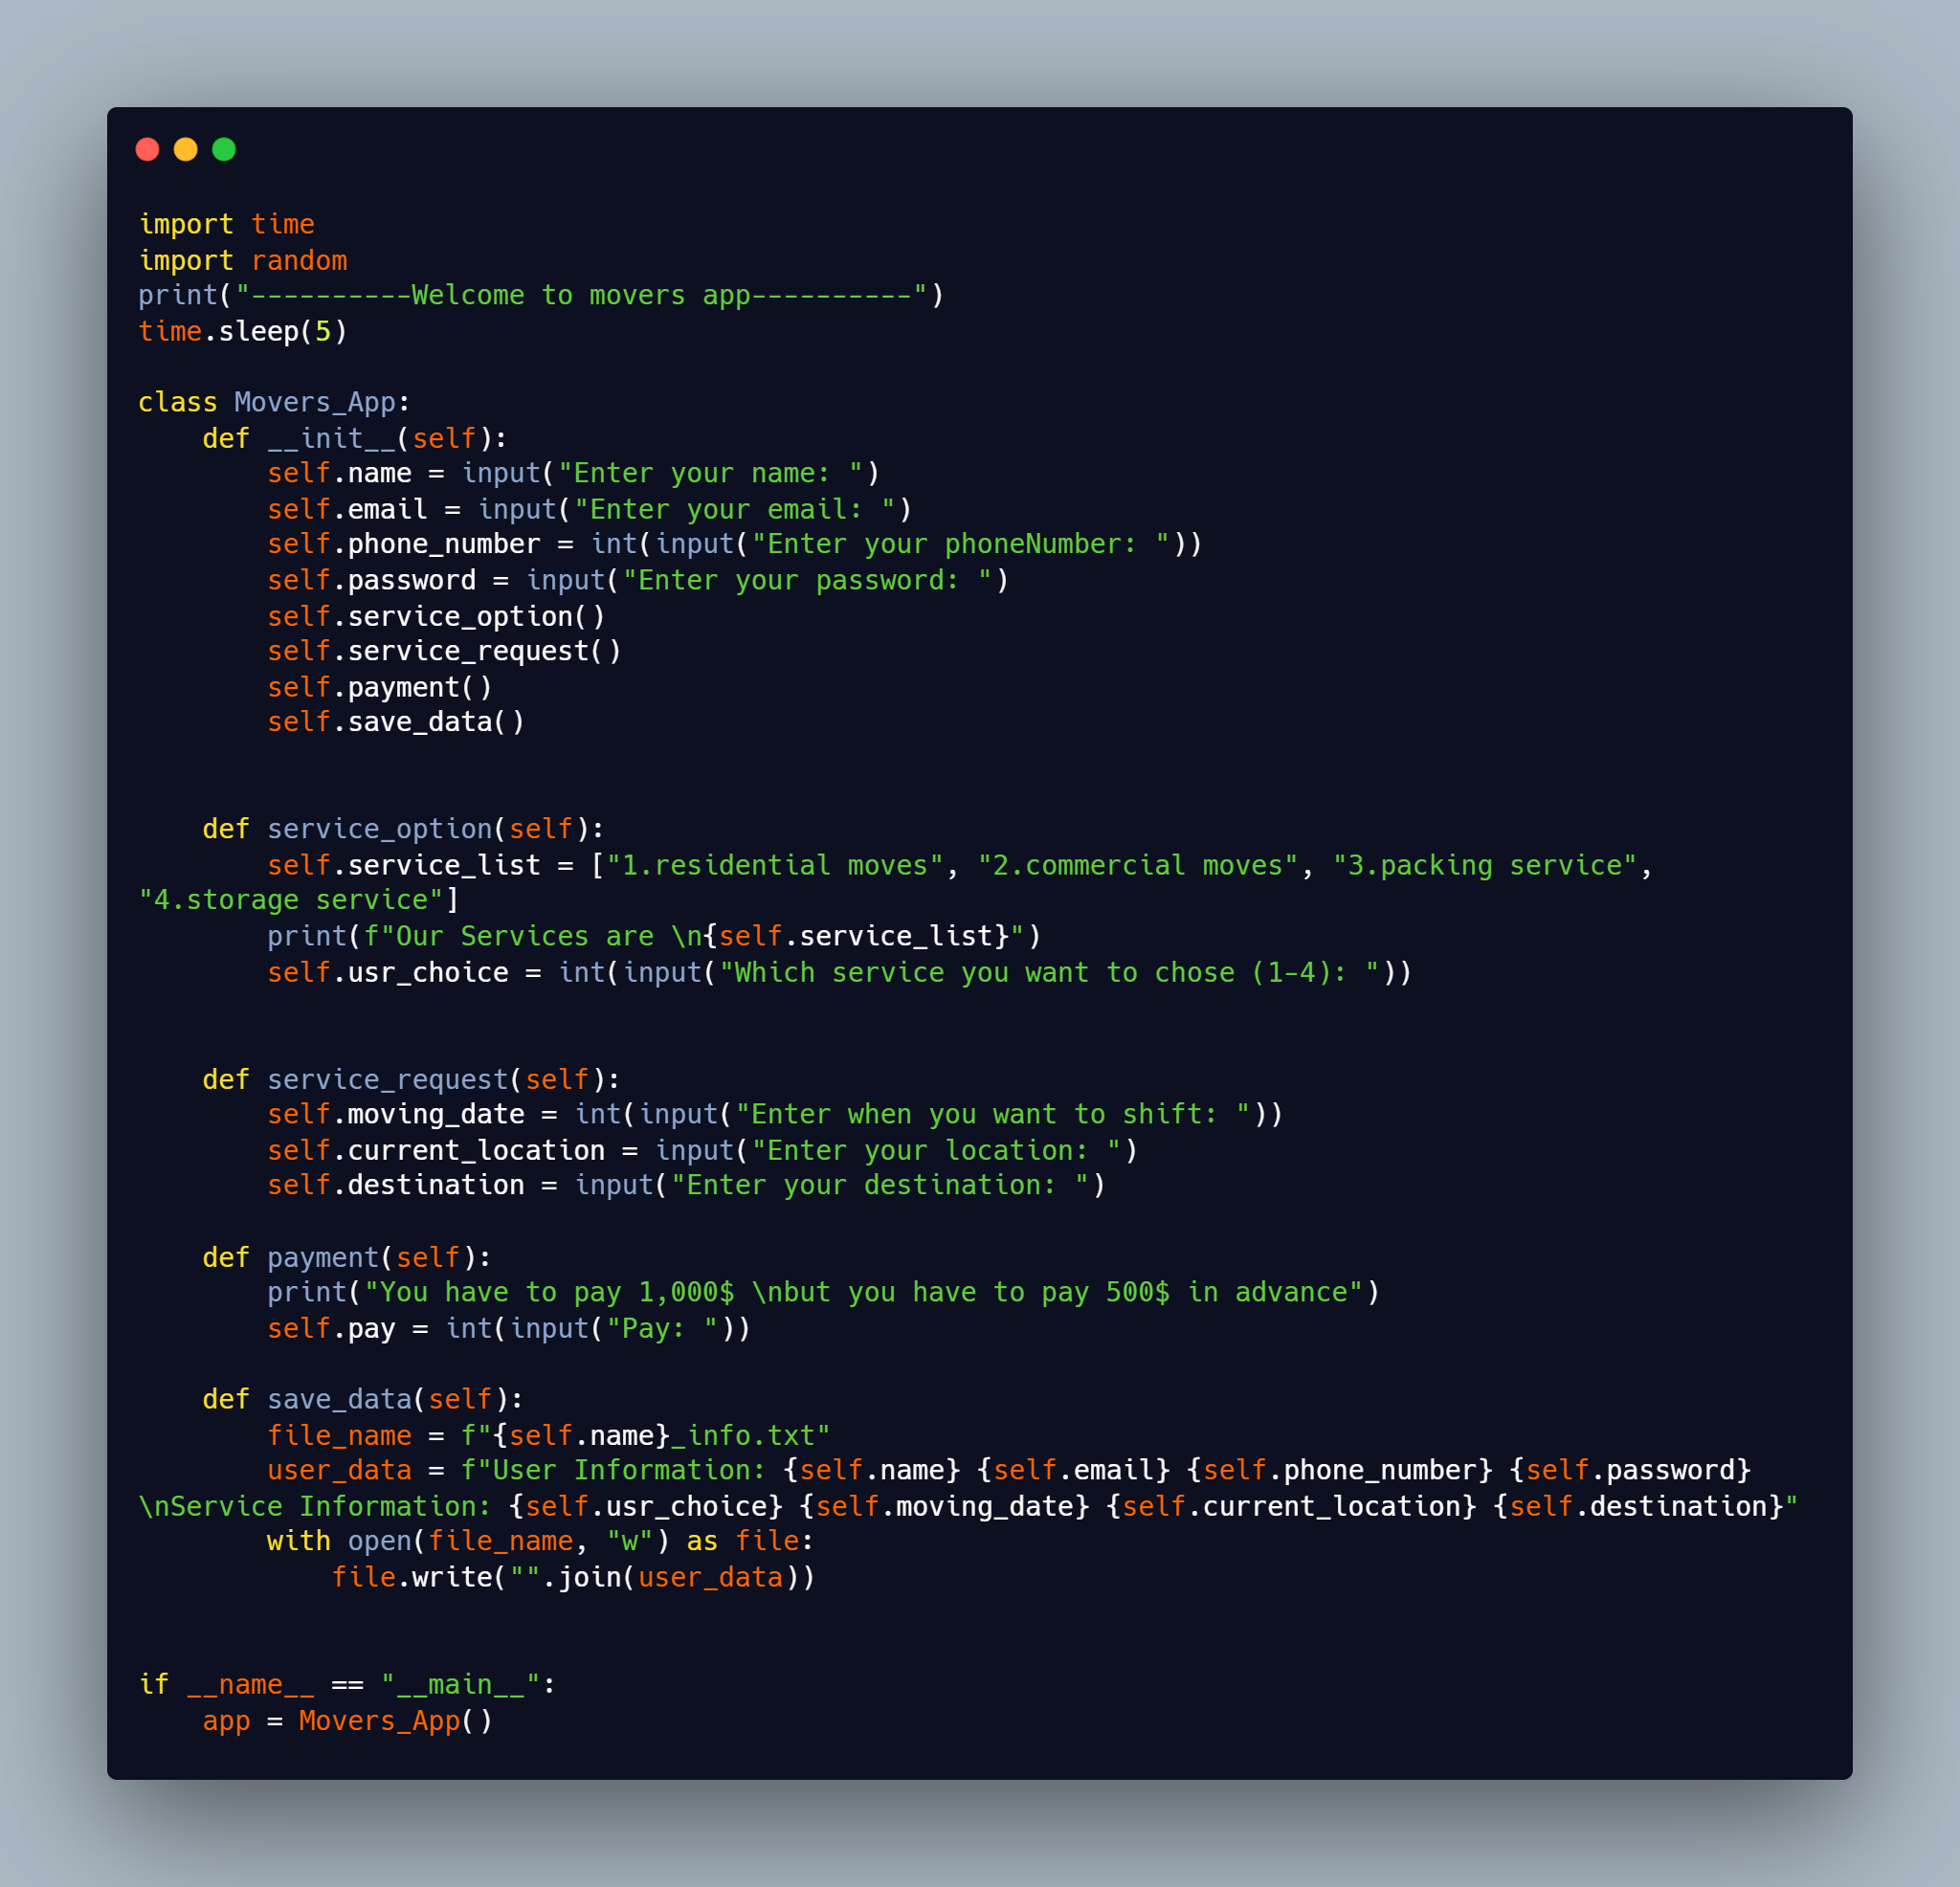 import time
import random
print("----------Welcome to movers app----------")
time.sleep(5)

class Movers_App:
    def __init__(self):
        self.name = input("Enter your name: ")
        self.email = input("Enter your email: ")
        self.phone_number = int(input("Enter your phoneNumber: "))
        self.password = input("Enter your password: ")
        self.service_option()
        self.service_request()
        self.payment()
        self.save_data()


    def service_option(self):
        self.service_list = ["1.residential moves", "2.commercial moves", "3.packing service",
"4.storage service"]
        print(f"Our Services are \n{self.service_list}")
        self.usr_choice = int(input("Which service you want to chose (1-4): "))


    def service_request(self):
        self.moving_date = int(input("Enter when you want to shift: "))
        self.current_location = input("Enter your location: ")
        self.destination = input("Enter your destination: ")

    def payment(self):
        print("You have to pay 1,000$ \nbut you have to pay 500$ in advance")
        self.pay = int(input("Pay: "))

    def save_data(self):
        file_name = f"{self.name}_info.txt"
        user_data = f"User Information: {self.name} {self.email} {self.phone_number} {self.password}
\nService Information: {self.usr_choice} {self.moving_date} {self.current_location} {self.destination}"
        with open(file_name, "w") as file:
            file.write("".join(user_data))


if __name__ == "__main__":
    app = Movers_App()